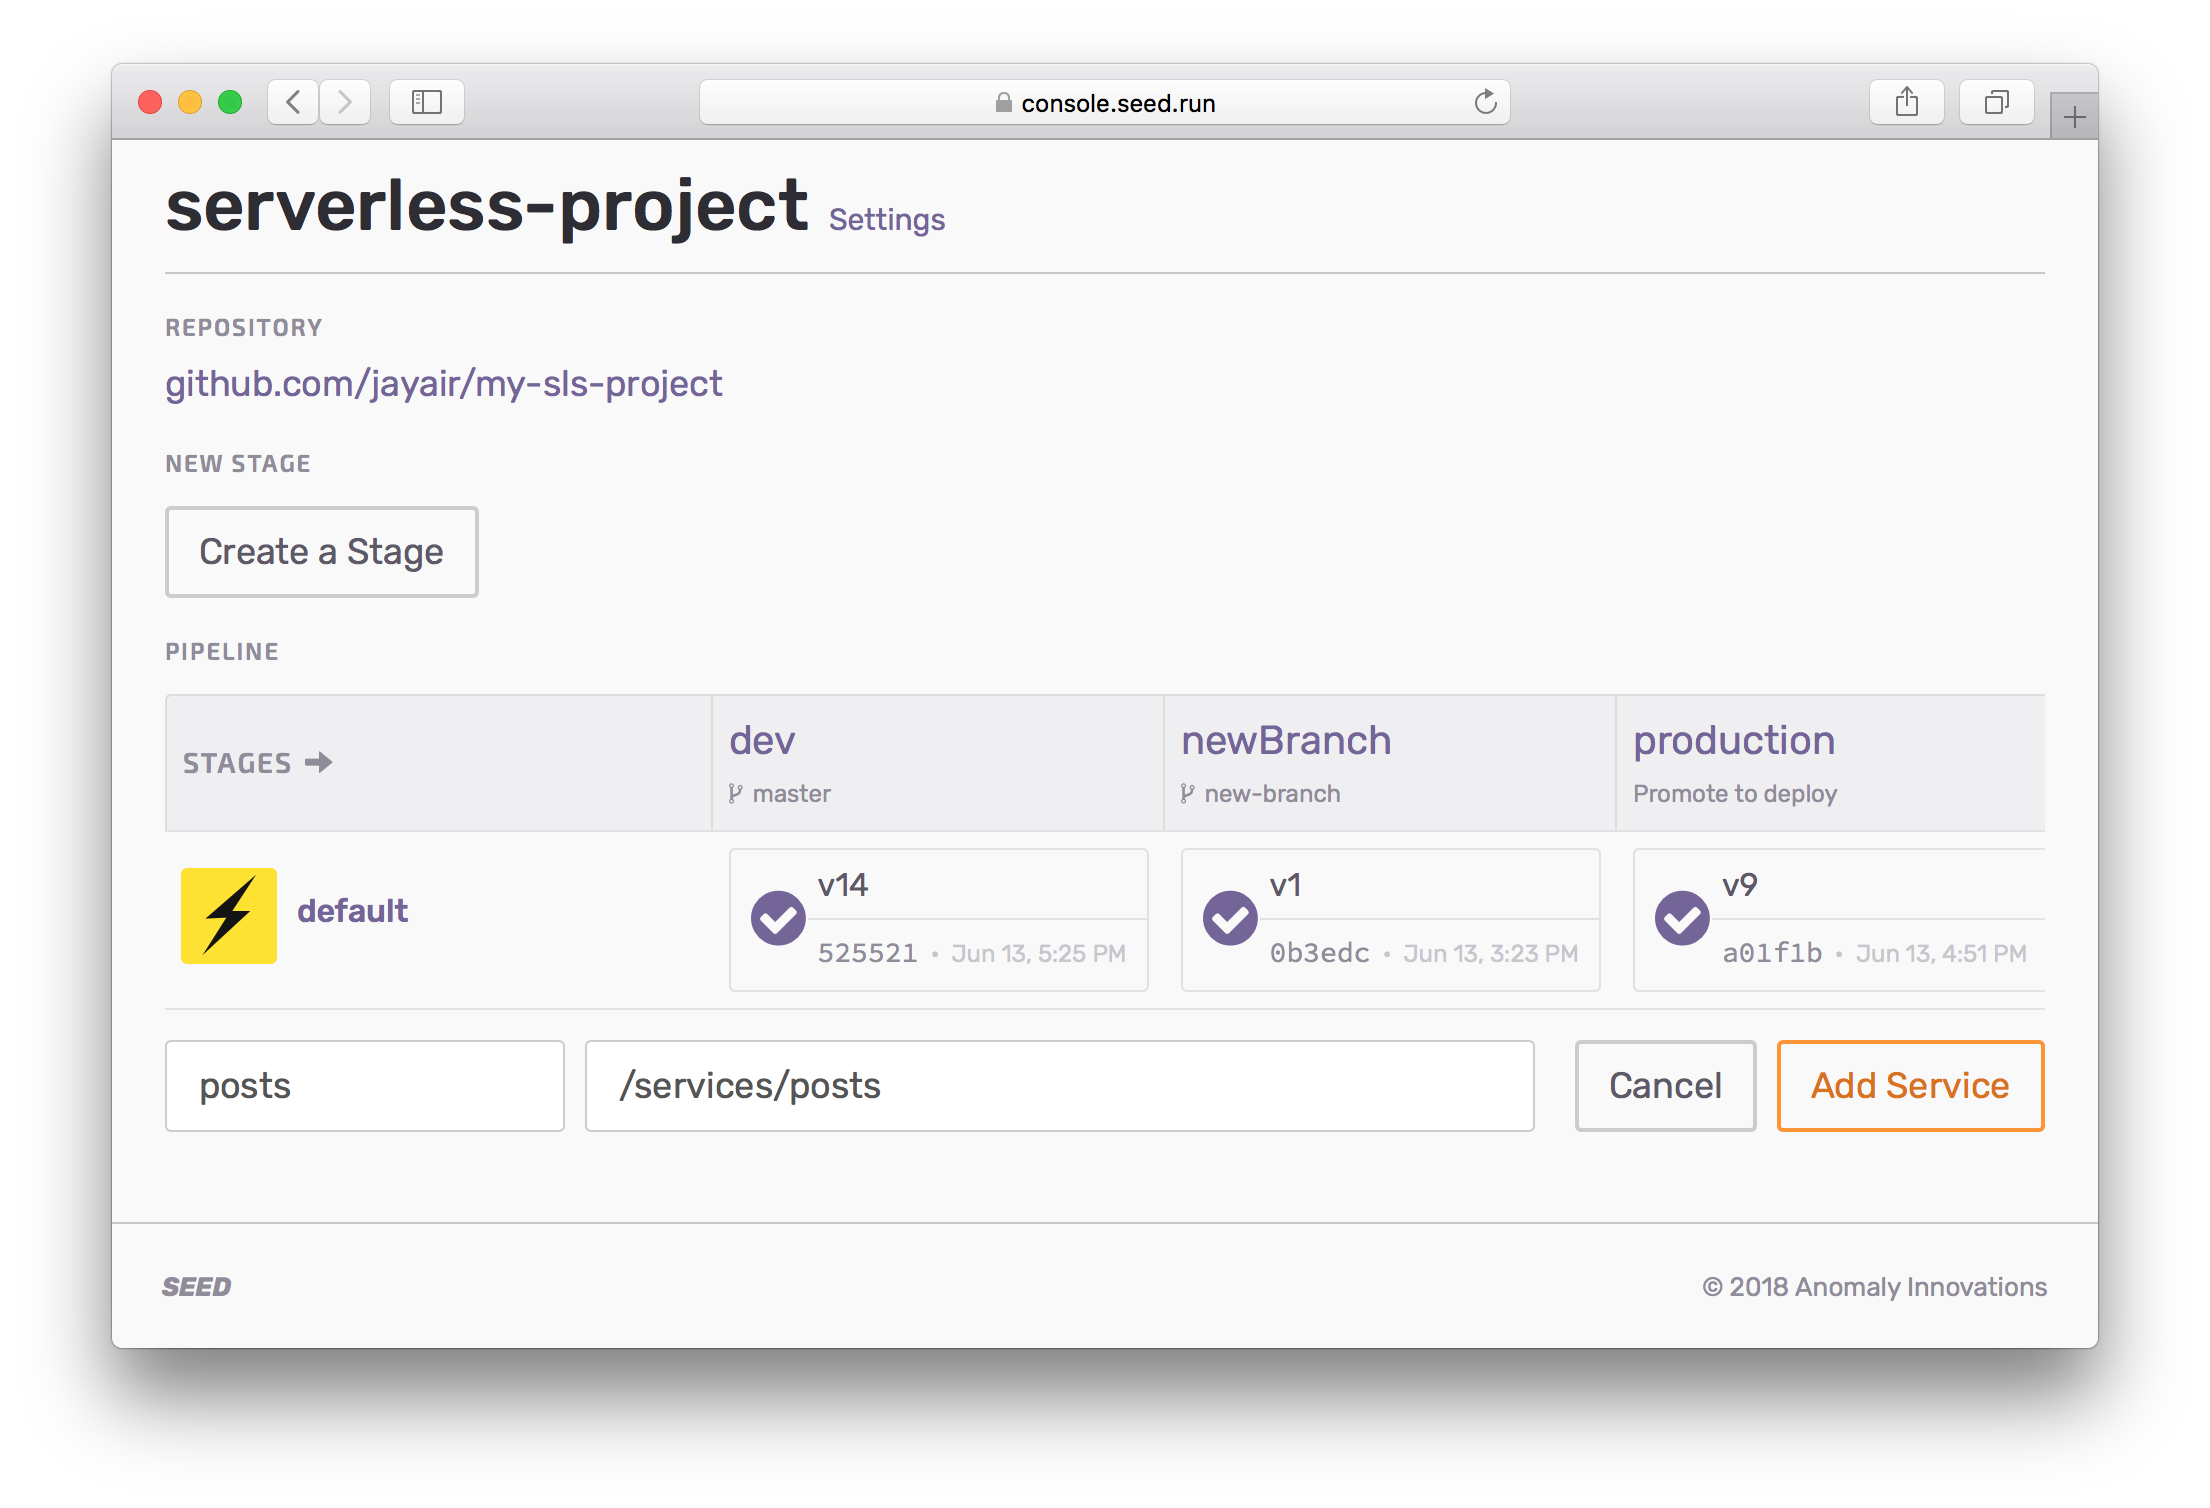 console.seed.run
serverless-project Settings
REPOSITORY
github.com/jayair/my-sls-project
NEW STAGE
Create a Stage
PIPELINE
STAGES
dev
master
newBranch
new-branch
production
Promote to deploy
default
v14
525521 • Jun 13, 5:25 PM
v1
0b3edc • Jun 13, 3:23 PM
v9
a01f1b • Jun 13, 4:51 PM
posts
/services/posts
Cancel
Add Service
SEED
© 2018 Anomaly Innovations